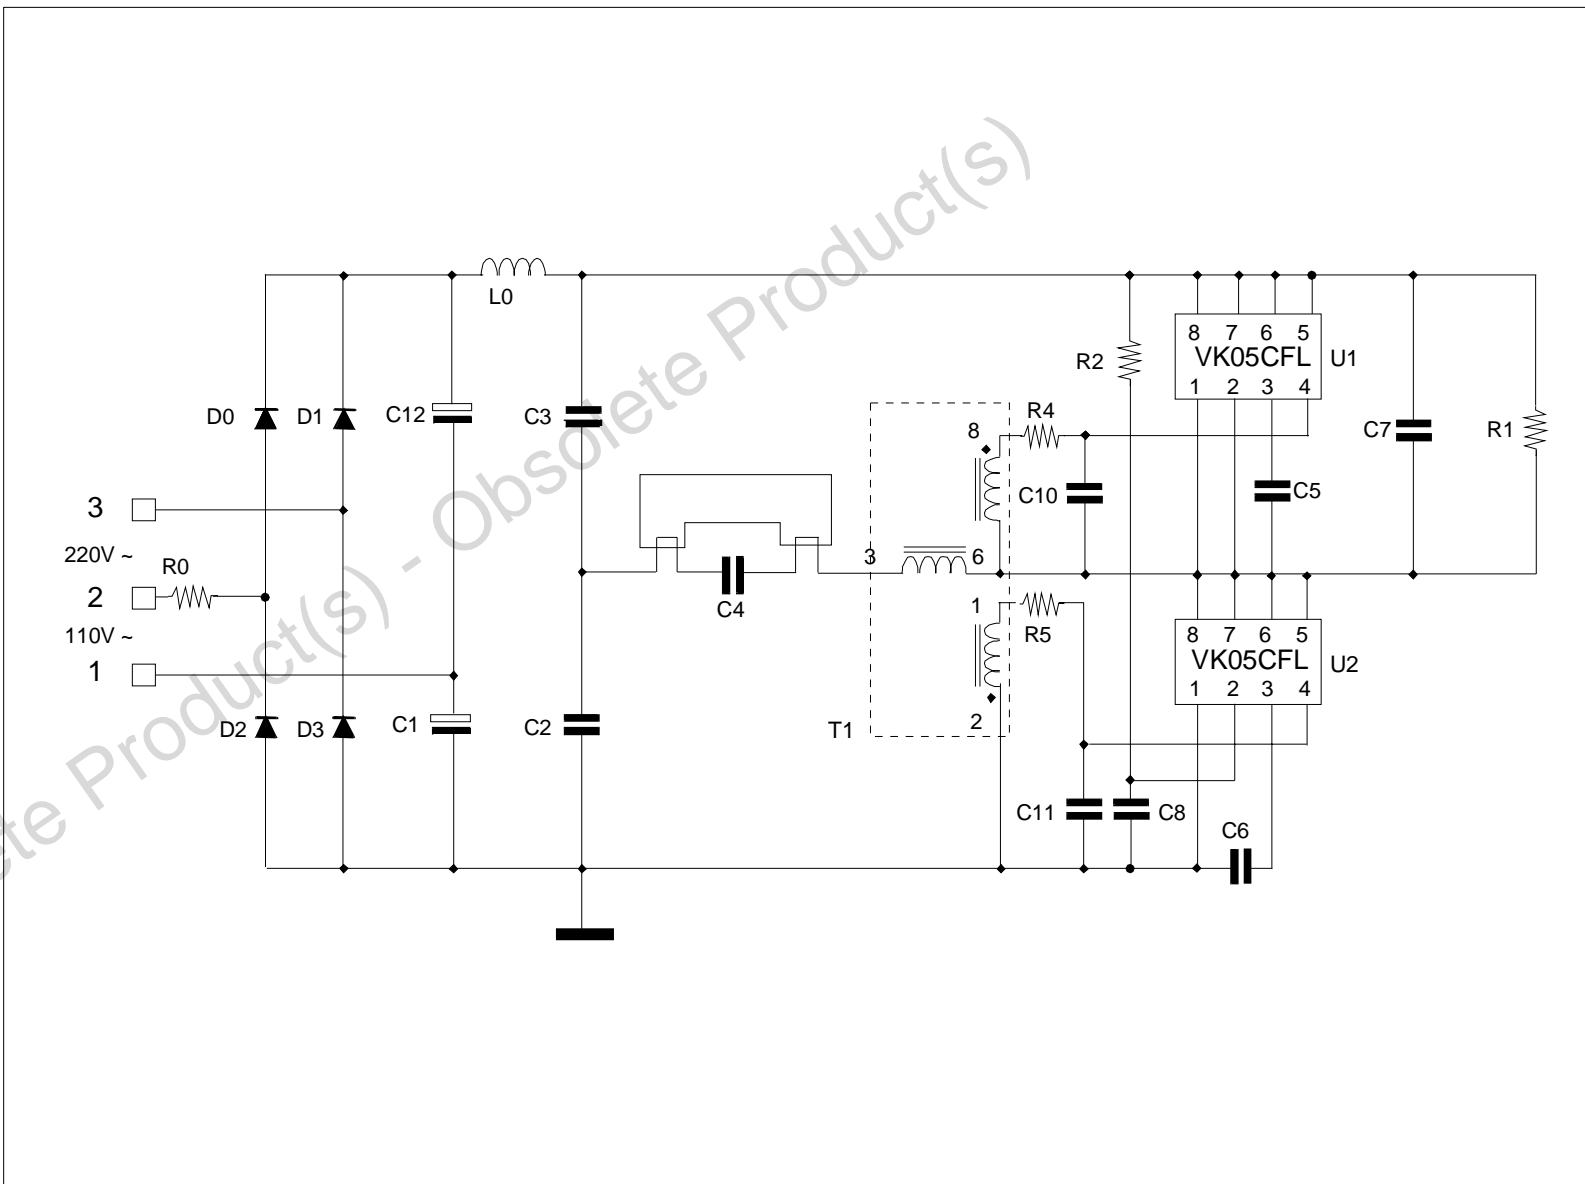 Obsolete Product(s) - Obsolete Product(s)
L0
8 7 6 5
VK05CFL
U1
1 2 3 4
R2
D0
D1
C12
C3
R4
8
C7
R1
C10
C5
3
220V ~
R0
2
110V ~
1
3
6
C4
1
R5
8 7 6 5
VK05CFL
U2
1 2 3 4
D2
D3
C1
C2
T1
2
C11
C8
C6